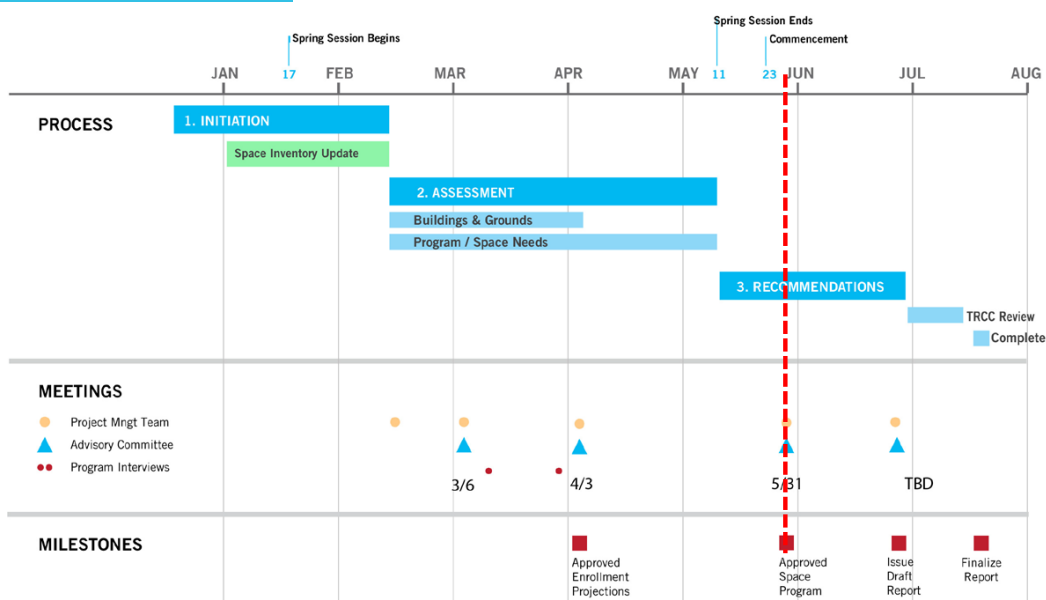 Spring Session Ends
Spring Session Begins
Commencement
JAN 17 FEB MAR APR MAY 11 23 JUN JUL AUG
PROCESS
1. INITIATION
Space Inventory Update
2. ASSESSMENT
Buildings & Grounds
Program / Space Needs
3. RECOMMENDATIONS
TRCC Review
Complete
MEETINGS
Project Mngt Team
Advisory Committee
Program Interviews
3/6 4/3 5/31 TBD
MILESTONES
Approved
Enrollment
Projections
Approved
Space
Program
Issue
Draft
Report
Finalize
Report